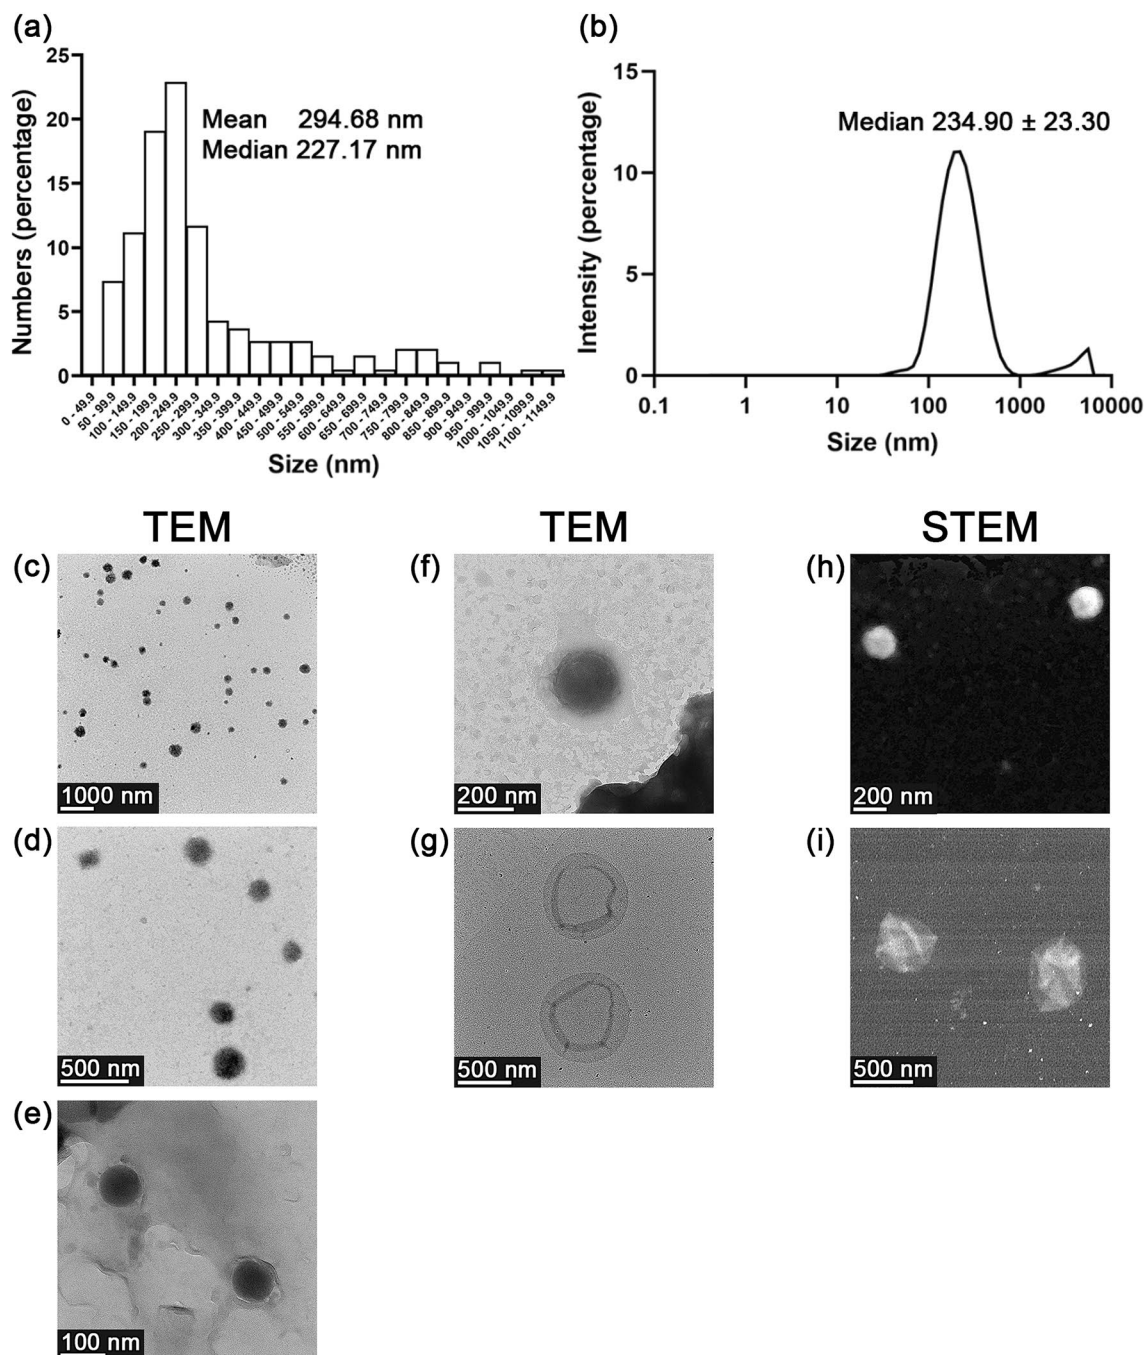 (a)
25
20
15
10
5
0
Numbers (percentage)
Mean 294.68 nm
Median 227.17 nm
0 - 49.9
50 - 99.9
100 - 149.9
150 - 199.9
200 - 249.9
250 - 299.9
300 - 349.9
350 - 399.9
400 - 449.9
450 - 499.9
500 - 549.9
550 - 599.9
600 - 649.9
650 - 699.9
700 - 749.9
750 - 799.9
800 - 849.9
850 - 899.9
900 - 949.9
950 - 999.9
1000 - 1049.9
1050 - 1099.9
1100 - 1149.9
Size (nm)
(b)
15
10
5
0
Intensity (percentage)
Median 234.90 ± 23.30
0.1 1 10 100 1000 10000
Size (nm)
TEM TEM STEM
(c)
1000 nm
(f)
200 nm
(h)
200 nm
(d)
500 nm
(g)
500 nm
(i)
500 nm
(e)
100 nm